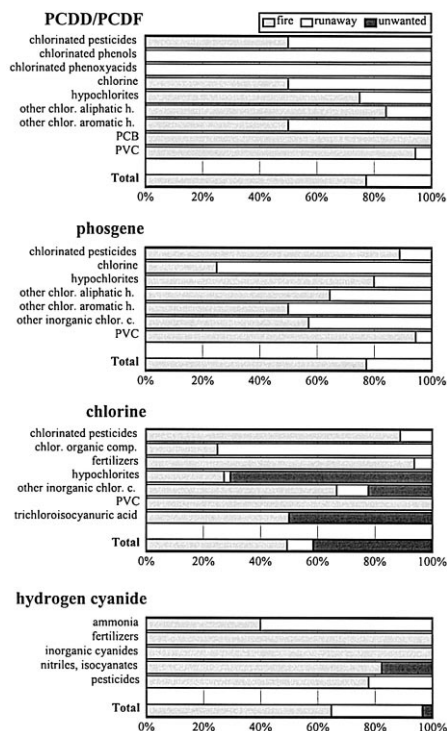 PCDD/PCDF
fire runaway unwanted
chlorinated pesticides
chlorinated phenols
chlorinated phenoxyacids
chlorine
hypochlorites
other chlor. aliphatic h.
other chlor. aromatic h.
PCB
PVC
Total
0% 20% 40% 60% 80% 100%
phosgene
chlorinated pesticides
chlorine
hypochlorites
other chlor. aliphatic h.
other chlor. aromatic h.
other inorganic chlor. c.
PVC
Total
0% 20% 40% 60% 80% 100%
chlorine
chlorinated pesticides
chlor. organic comp.
fertilizers
hypochlorites
other inorganic chlor. c.
PVC
trichloroisocyanuric acid
Total
0% 20% 40% 60% 80% 100%
hydrogen cyanide
ammonia
fertilizers
inorganic cyanides
nitriles, isocyanates
pesticides
Total
0% 20% 40% 60% 80% 100%